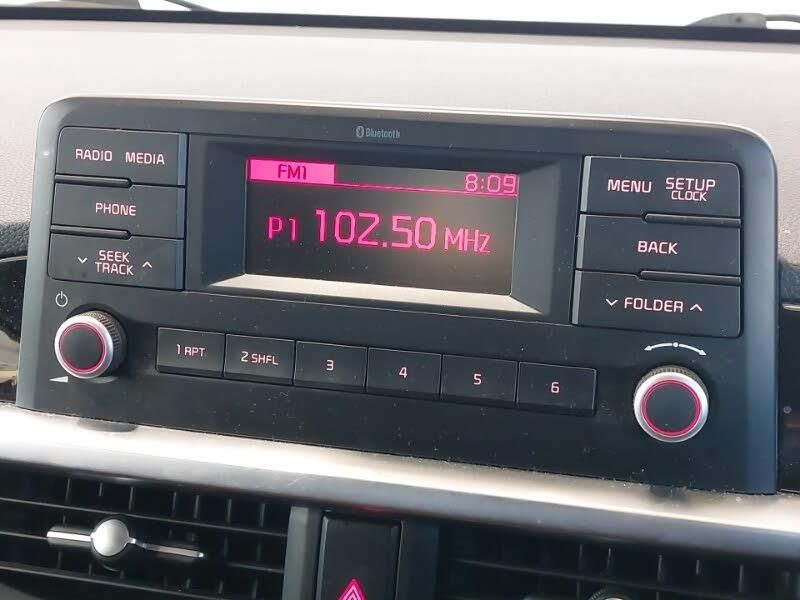 Bluetooth
RADIO MEDIA
PHONE
SEEK
TRACK
FM1 8:09
P1 102.50 MHz
MENU SETUP
CLOCK
BACK
FOLDER
1 RPT 2 SHFL 3 4 5 6